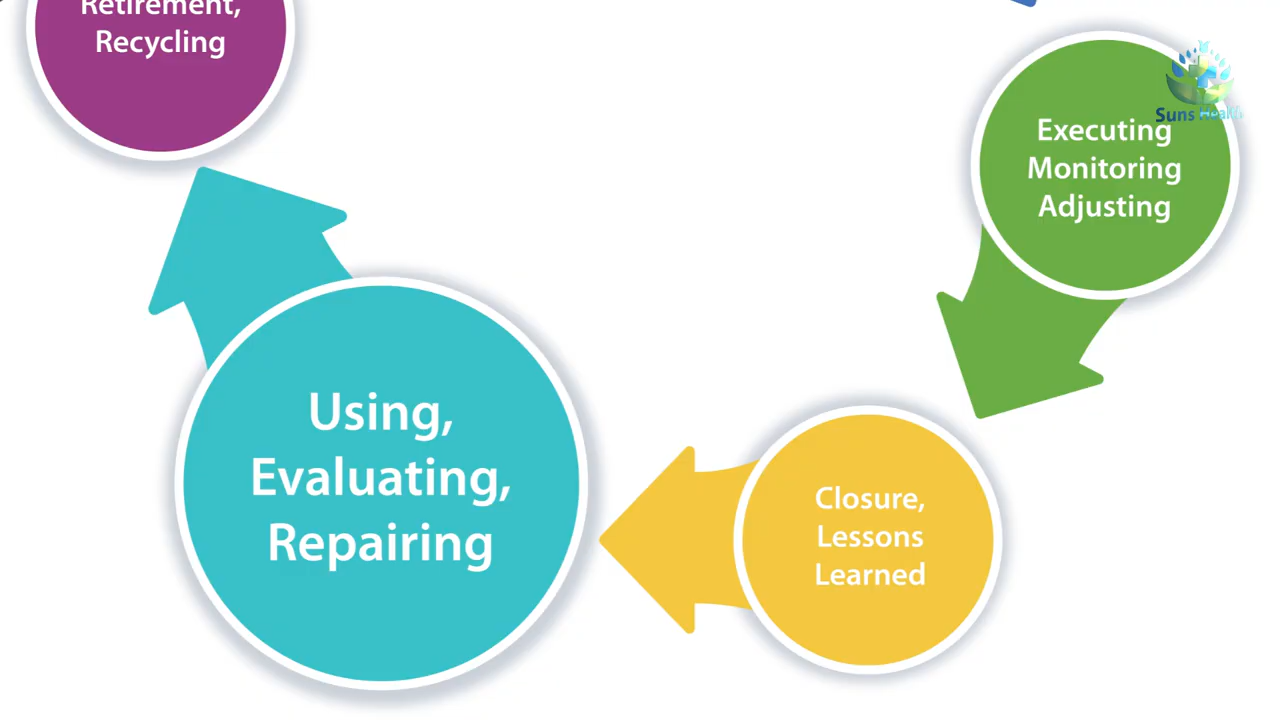 Retirement,
Recycling
Suns Health
Executing
Monitoring
Adjusting
Using,
Evaluating,
Repairing
Closure,
Lessons
Learned